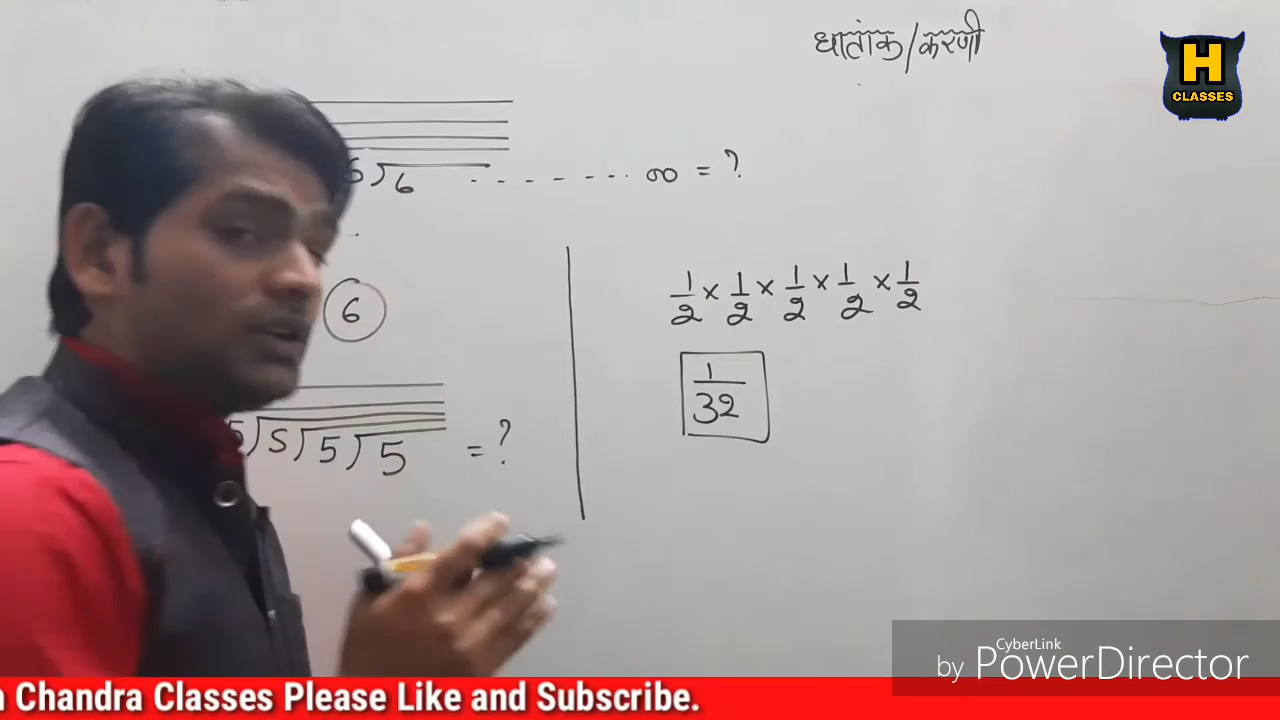 घातांक/करणी
H
CLASSES
6√6 - - - - - - - - ∞ = ?
1/2 × 1/2 × 1/2 × 1/2 × 1/2
6
1/32
5√5√5√5 = ?
CyberLink
by PowerDirector
Chandra Classes Please Like and Subscribe.